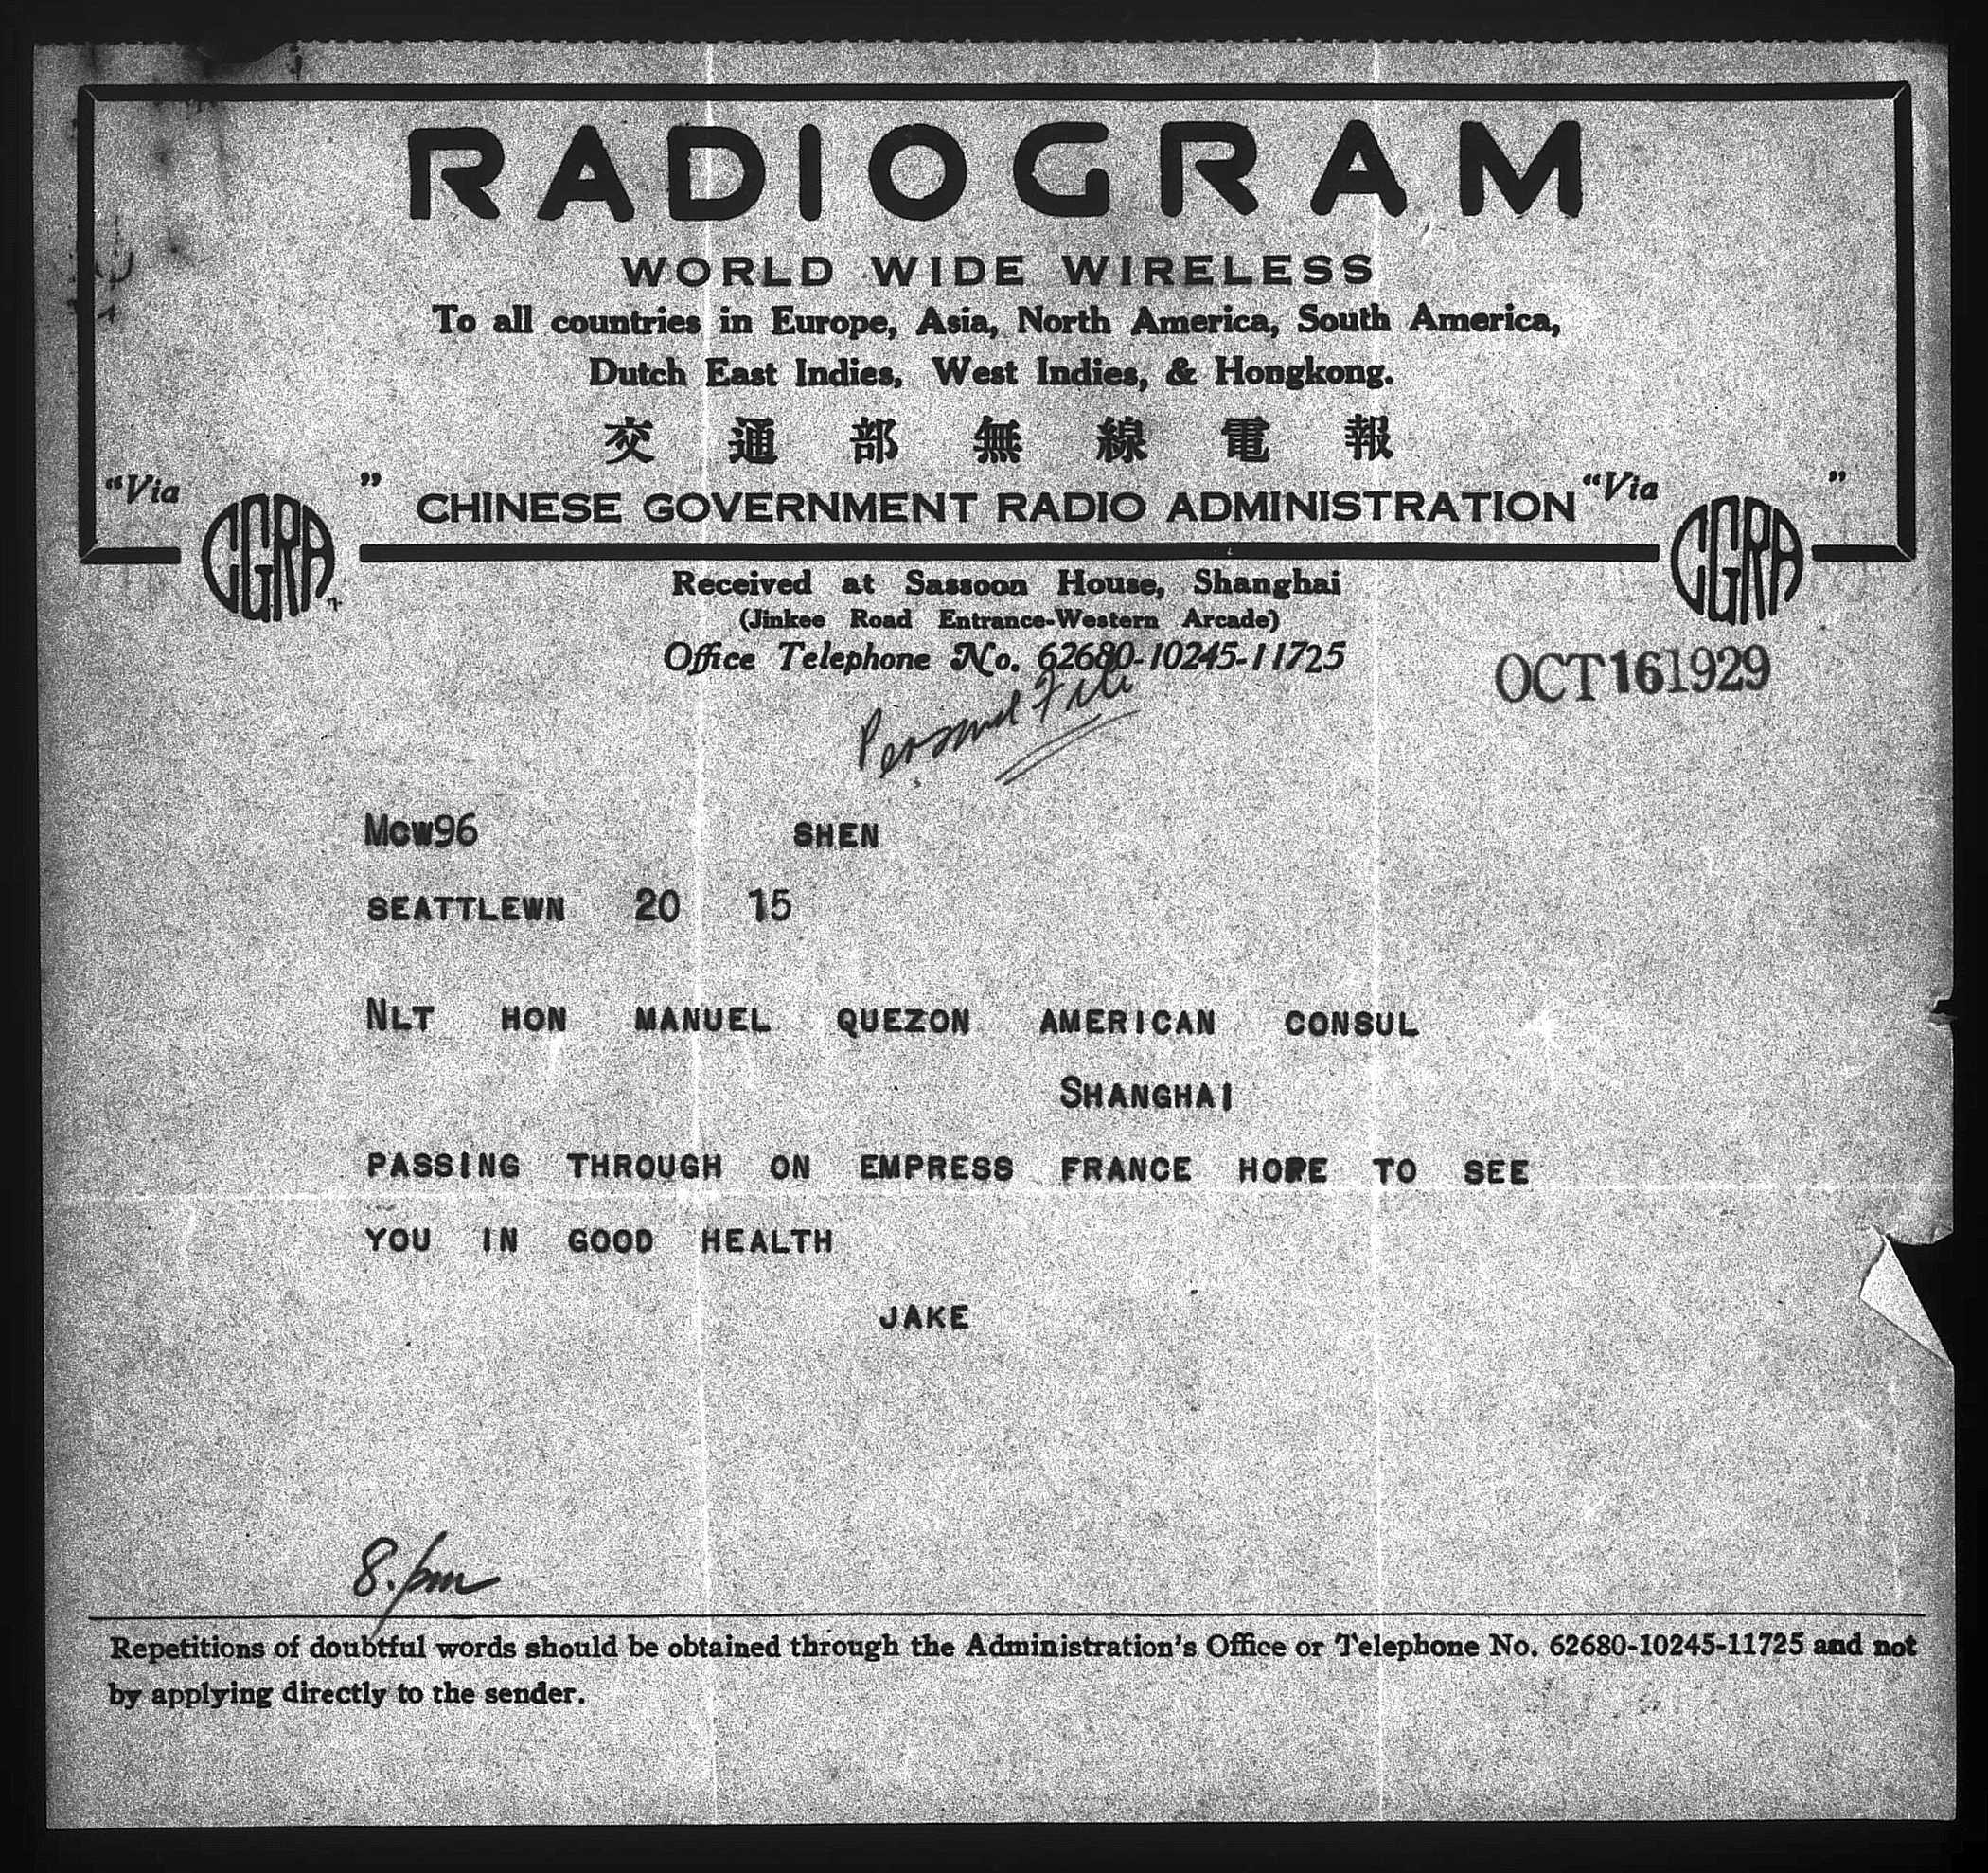 RADIOGRAM
WORLD WIDE WIRELESS
To all countries in Europe, Asia, North America, South America,
Dutch East Indies, West Indies, & Hongkong.
交通部無線電報
"Via CGRA" CHINESE GOVERNMENT RADIO ADMINISTRATION "Via CGRA"
Received at Sassoon House, Shanghai
(Jinkee Road Entrance-Western Arcade)
Office Telephone No. 62680-10245-11725
OCT 16 1929
Personal File
Mcw96 SHEN
SEATTLEWN 20 15
NLT HON MANUEL QUEZON AMERICAN CONSUL
SHANGHAI
PASSING THROUGH ON EMPRESS FRANCE HOPE TO SEE
YOU IN GOOD HEALTH
JAKE
8.pm
Repetitions of doubtful words should be obtained through the Administration's Office or Telephone No. 62680-10245-11725 and not
by applying directly to the sender.